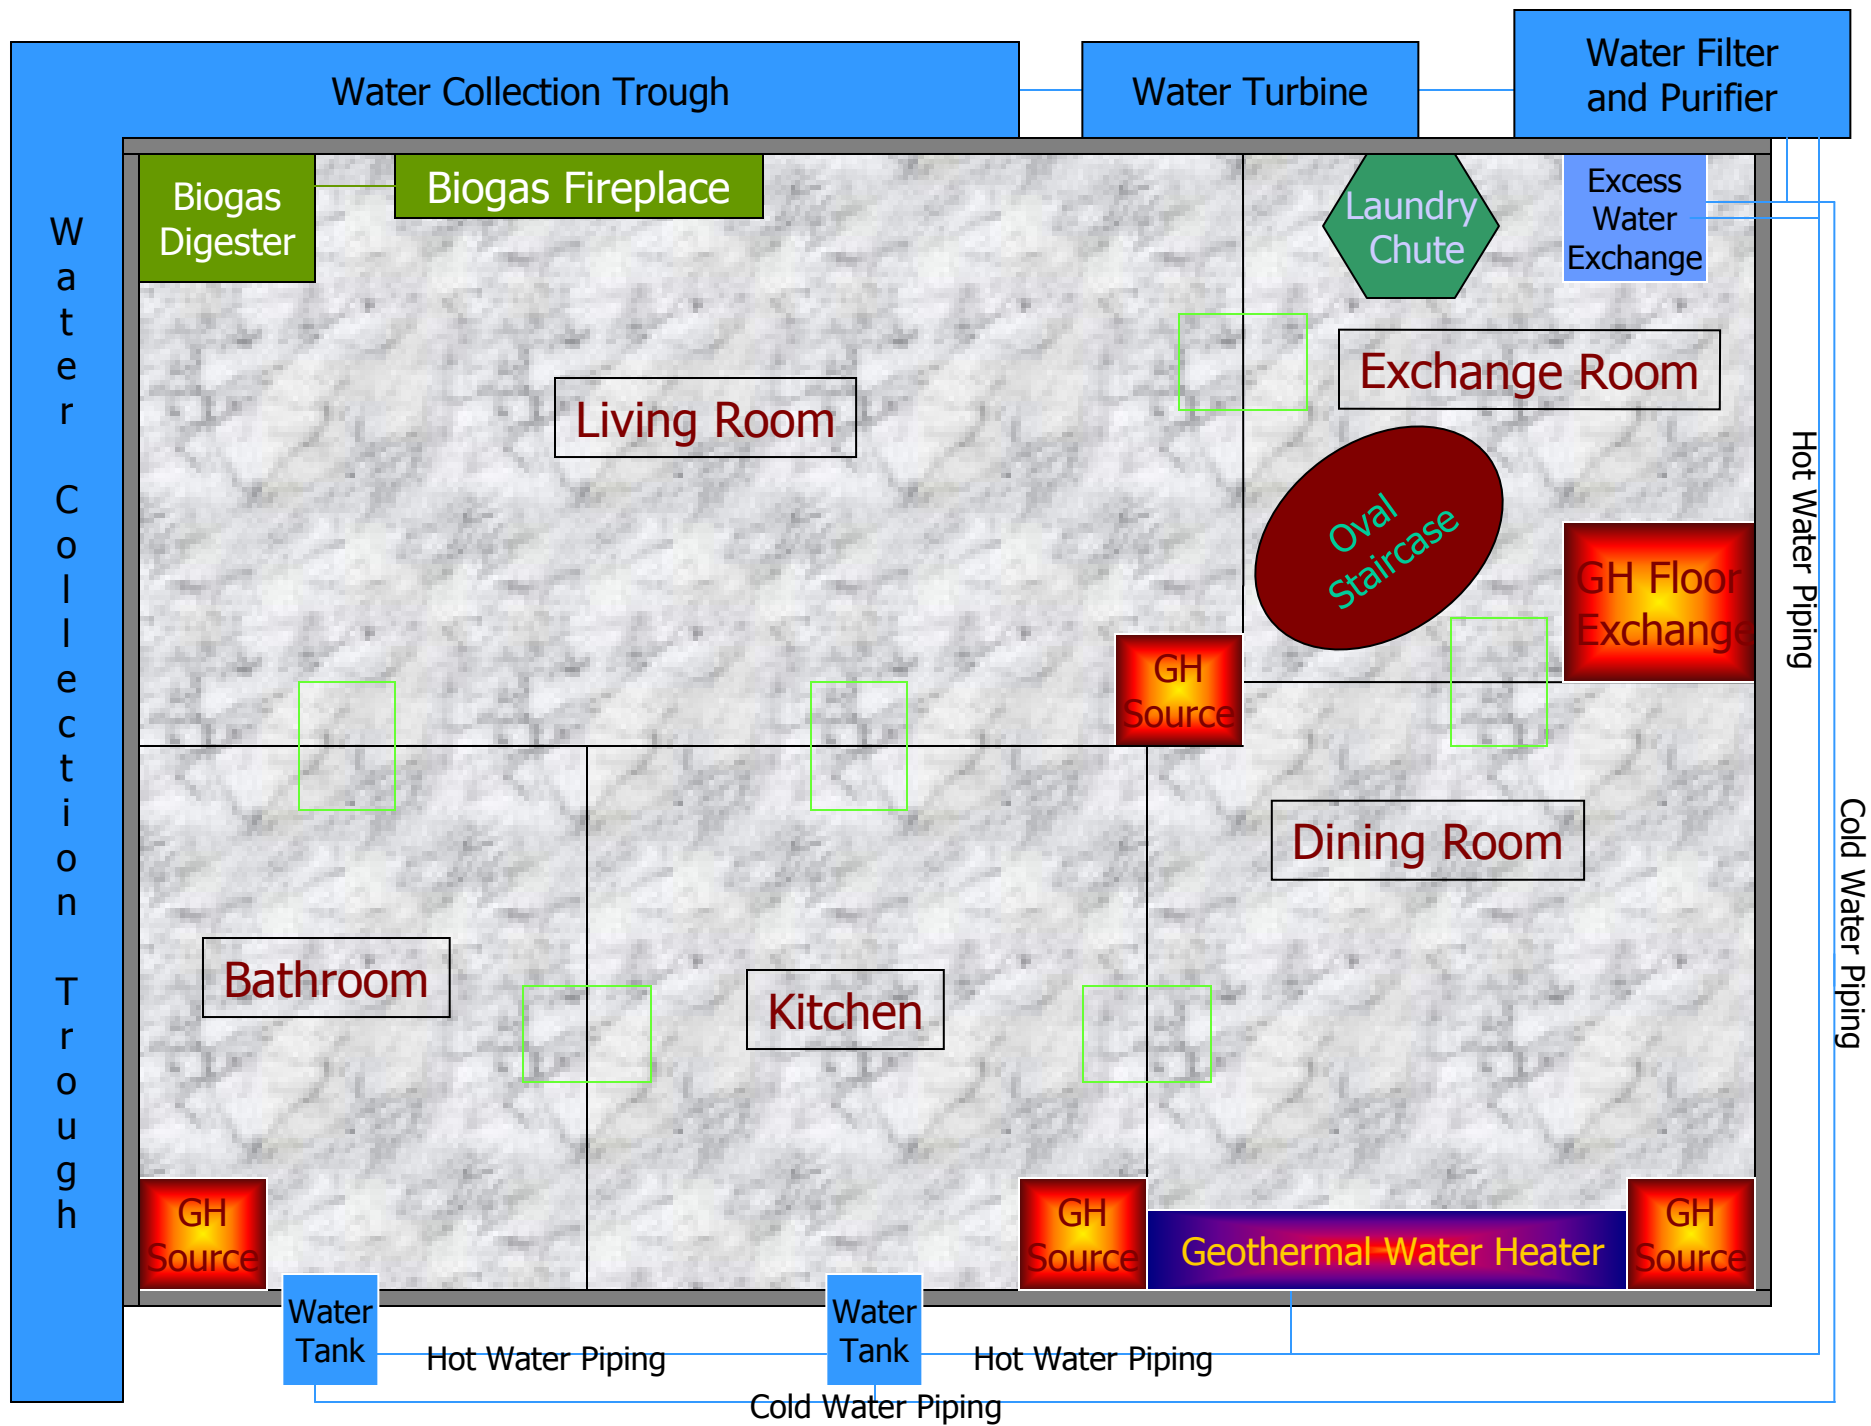 Water Collection Trough
Water Turbine
Water Filter
and Purifier
Water Collection Trough
Biogas
Digester
Biogas Fireplace
Laundry
Chute
Excess
Water
Exchange
Living Room
Exchange Room
Oval
Staircase
GH Floor
Exchange
Hot Water Piping
GH
Source
Dining Room
Cold Water Piping
Bathroom
Kitchen
GH
Source
GH
Source
Geothermal Water Heater
GH
Source
Water
Tank
Hot Water Piping
Water
Tank
Hot Water Piping
Cold Water Piping